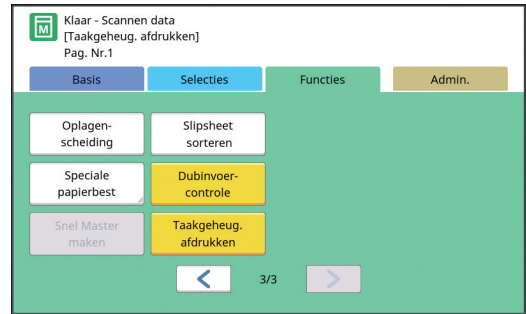 M
Klaar - Scannen data
[Taakgeheug. afdrukken]
Pag. Nr.1
Basis
Selecties
Functies
Admin.
Oplagen-
scheiding
Slipsheet
sorteren
Speciale
papierbest
Dubinvoer-
controle
Snel Master
maken
Taakgeheug.
afdrukken
3/3